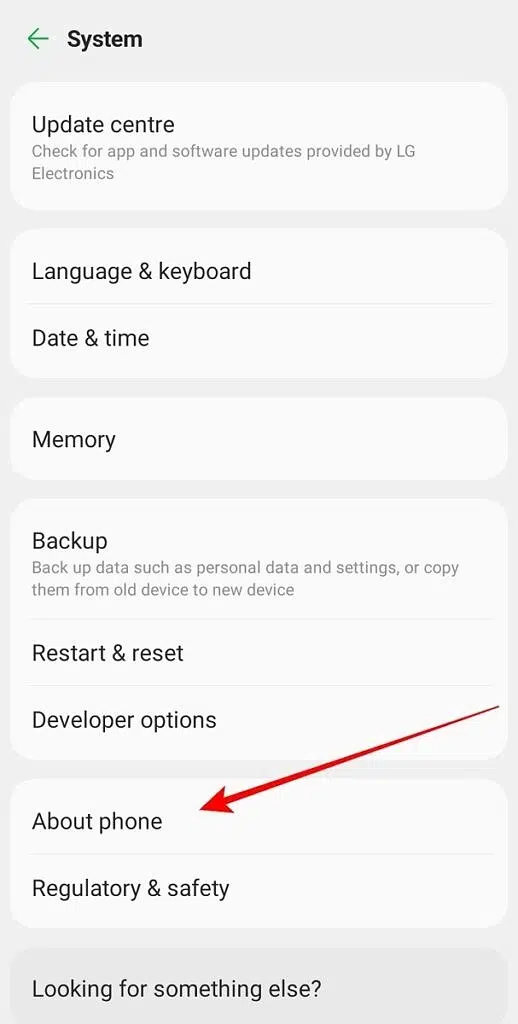 System
Update centre
Check for app and software updates provided by LG
Electronics
Language & keyboard
Date & time
Memory
Backup
Back up data such as personal data and settings, or copy
them from old device to new device
Restart & reset
Developer options
About phone
Regulatory & safety
Looking for something else?